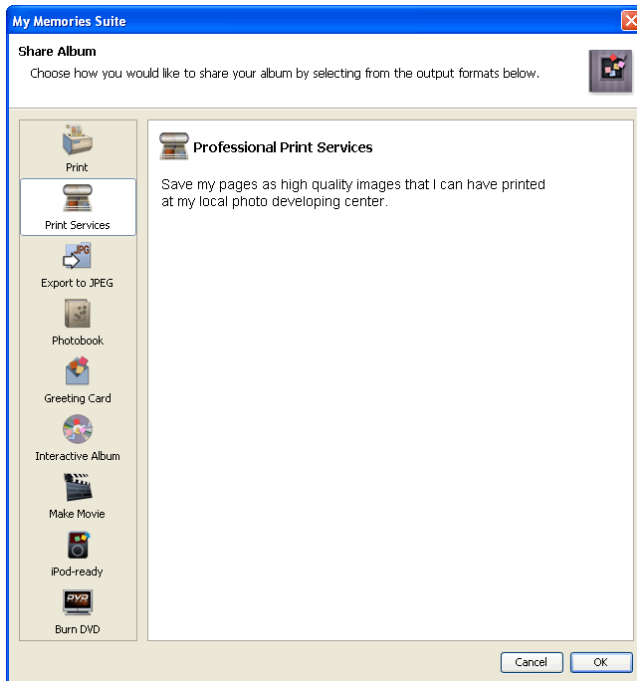 My Memories Suite
Share Album
Choose how you would like to share your album by selecting from the output formats below.
Print
Print Services
Export to JPEG
Photobook
Greeting Card
Interactive Album
Make Movie
iPod-ready
Burn DVD
Professional Print Services
Save my pages as high quality images that I can have printed
at my local photo developing center.
JPG
DVD
Cancel
OK